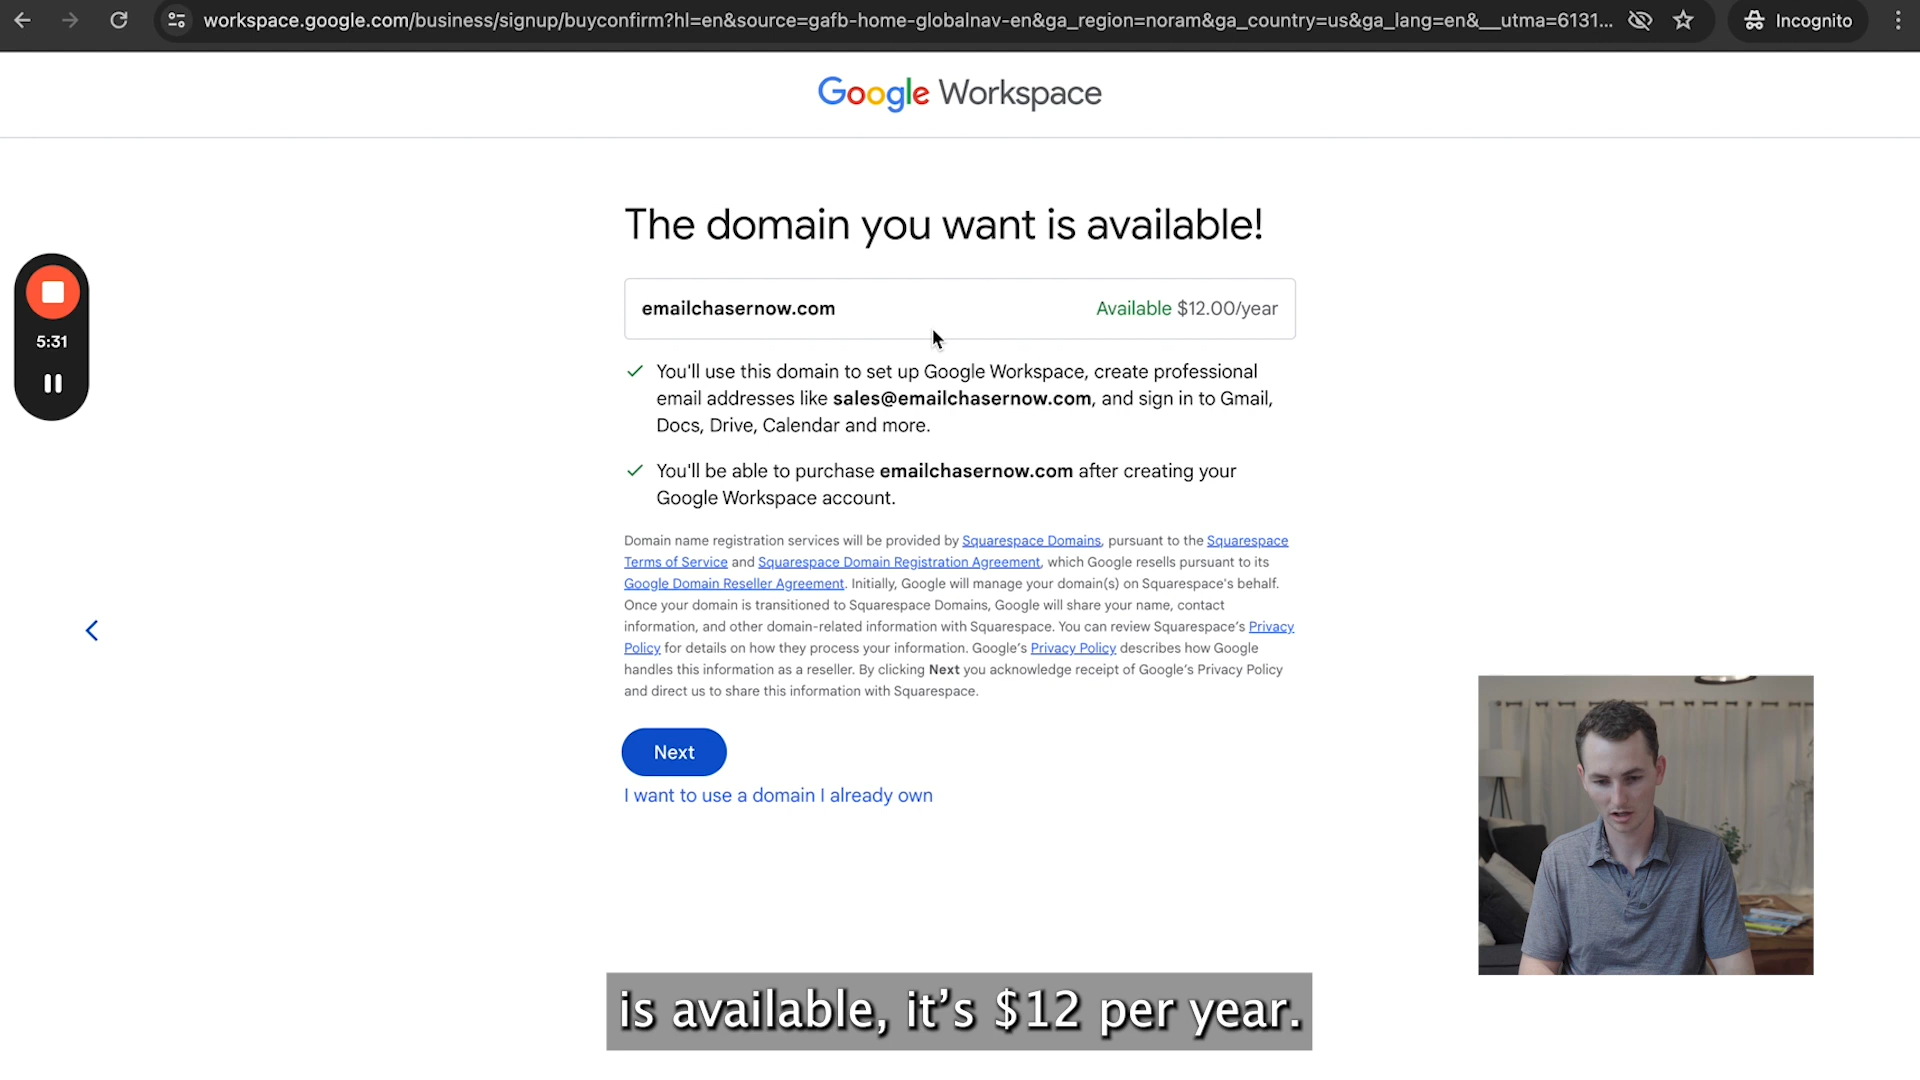 workspace.google.com/business/signup/buyconfirm?hl=en&source=gafb-home-globalnav-en&ga_region=noram&ga_country=us&ga_lang=en&__utma=6131...
Incognito
Google Workspace
The domain you want is available!
emailchasernow.com
Available $12.00/year
5:31
You'll use this domain to set up Google Workspace, create professional
email addresses like sales@emailchasernow.com, and sign in to Gmail,
Docs, Drive, Calendar and more.
You'll be able to purchase emailchasernow.com after creating your
Google Workspace account.
Domain name registration services will be provided by Squarespace Domains, pursuant to the Squarespace
Terms of Service and Squarespace Domain Registration Agreement, which Google resells pursuant to its
Google Domain Reseller Agreement. Initially, Google will manage your domain(s) on Squarespace's behalf.
Once your domain is transitioned to Squarespace Domains, Google will share your name, contact
information, and other domain-related information with Squarespace. You can review Squarespace's Privacy
Policy for details on how they process your information. Google's Privacy Policy describes how Google
handles this information as a reseller. By clicking Next you acknowledge receipt of Google's Privacy Policy
and direct us to share this information with Squarespace.
Next
I want to use a domain I already own
is available, it's $12 per year.